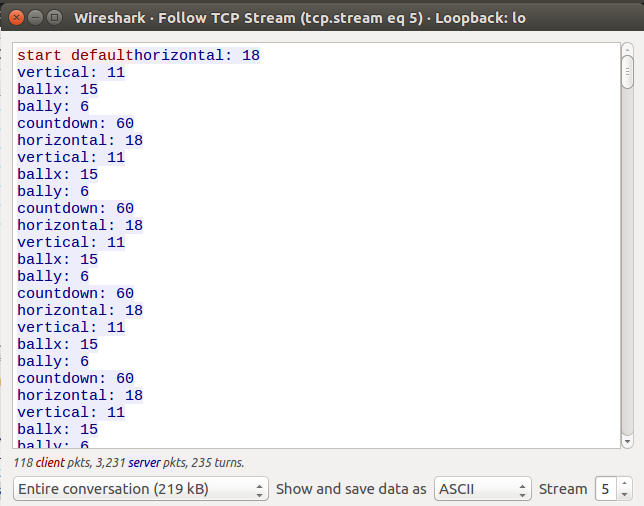 Wireshark · Follow TCP Stream (tcp.stream eq 5) · Loopback: lo
start defaulthorizontal: 18
vertical: 11
ballx: 15
bally: 6
countdown: 60
horizontal: 18
vertical: 11
ballx: 15
bally: 6
countdown: 60
horizontal: 18
vertical: 11
ballx: 15
bally: 6
countdown: 60
horizontal: 18
vertical: 11
ballx: 15
bally: 6
countdown: 60
horizontal: 18
vertical: 11
ballx: 15
bally: 6
118 client pkts, 3,231 server pkts, 235 turns.
Entire conversation (219 kB) Show and save data as ASCII Stream 5